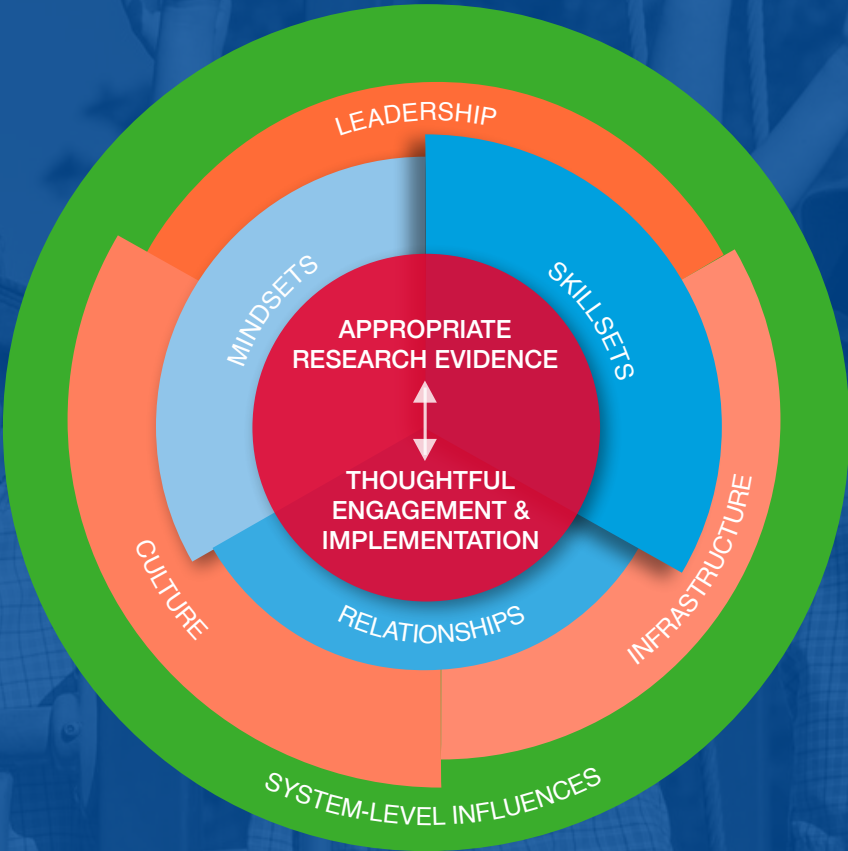 LEADERSHIP
MINDSETS
SKILLSETS
APPROPRIATE
RESEARCH EVIDENCE
THOUGHTFUL
ENGAGEMENT &
IMPLEMENTATION
CULTURE
RELATIONSHIPS
INFRASTRUCTURE
SYSTEM-LEVEL INFLUENCES